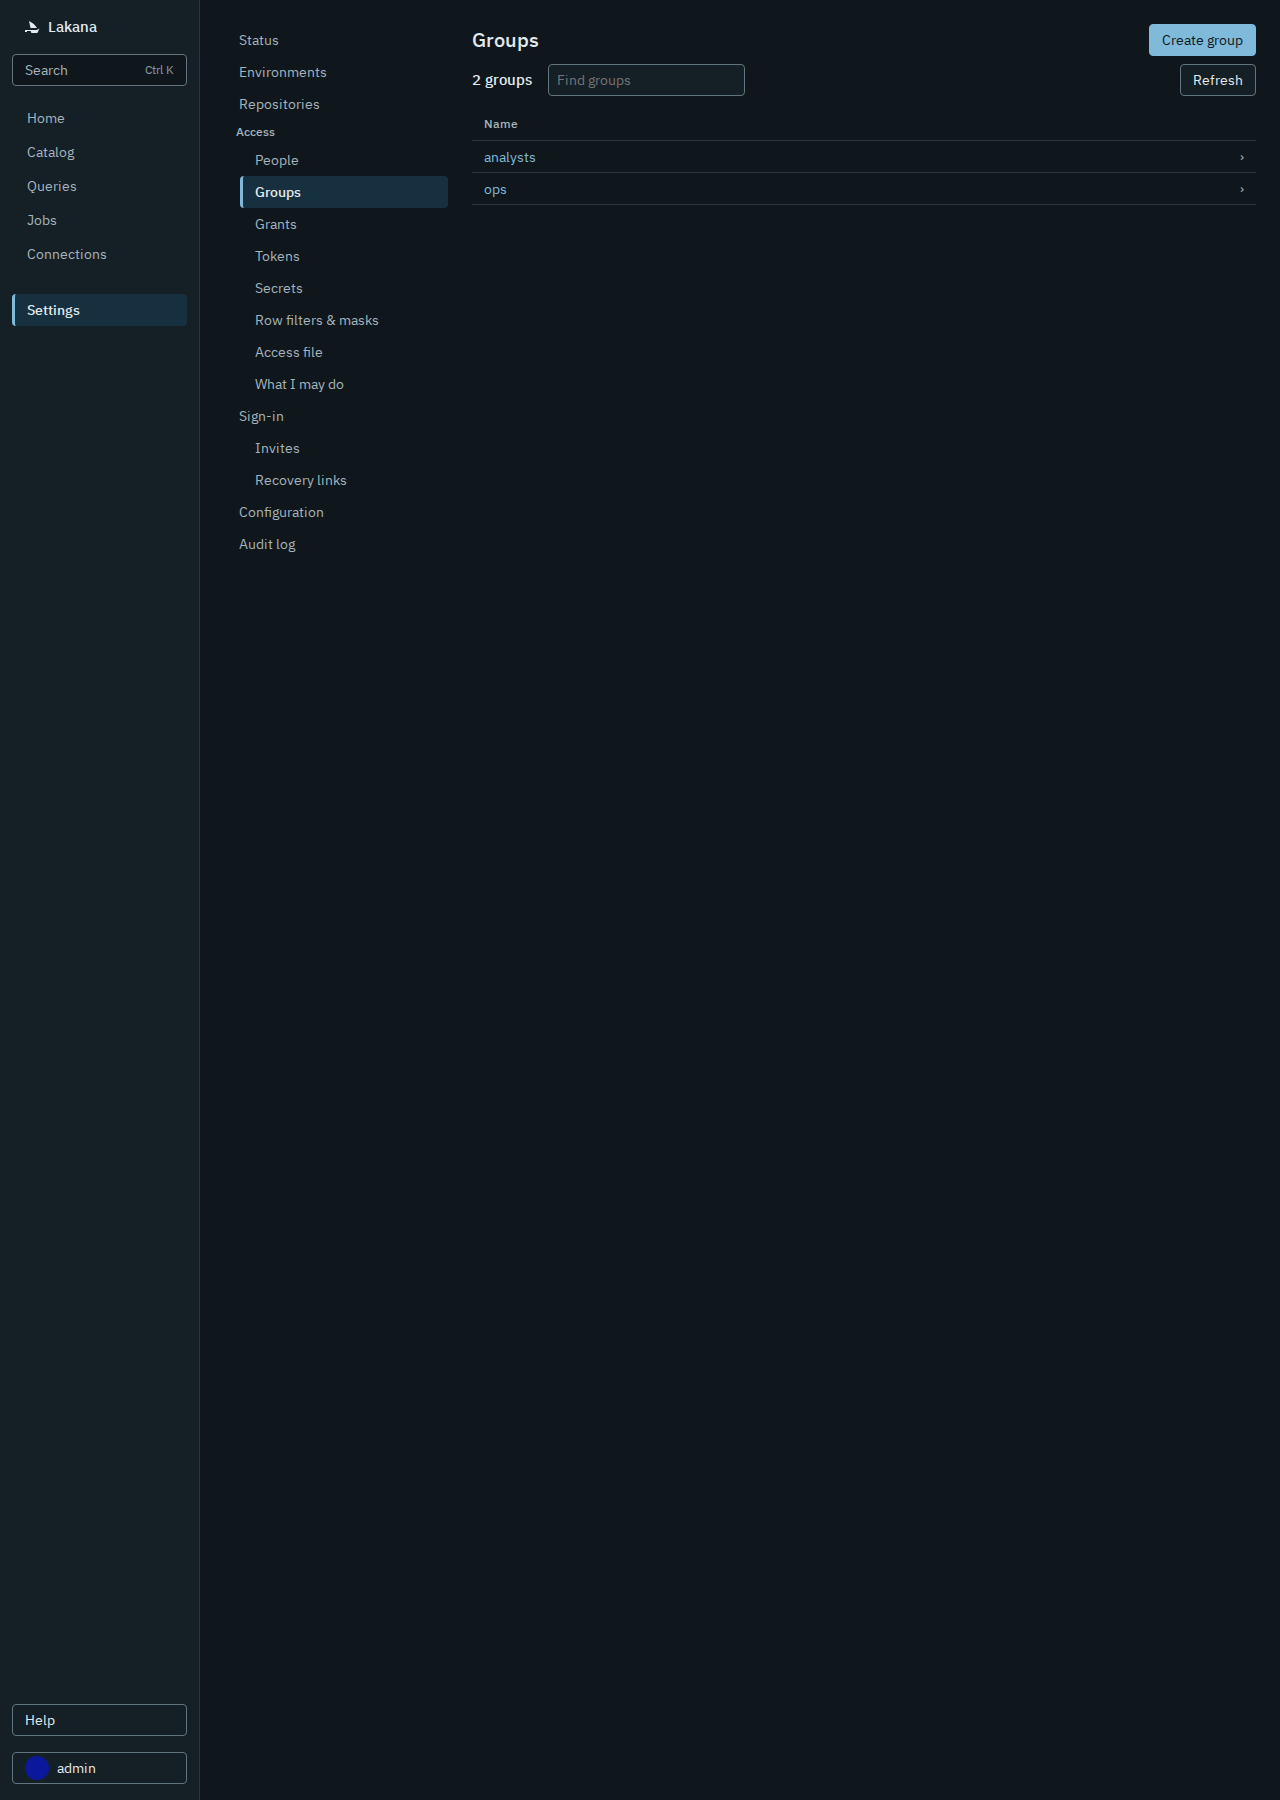 Lakana
Search Ctrl K
Home
Catalog
Queries
Jobs
Connections
Settings
Help
admin
Status
Environments
Repositories
Access
People
Groups
Grants
Tokens
Secrets
Row filters & masks
Access file
What I may do
Sign-in
Invites
Recovery links
Configuration
Audit log
Groups Create group
2 groups Find groups Refresh
Name
analysts ›
ops ›